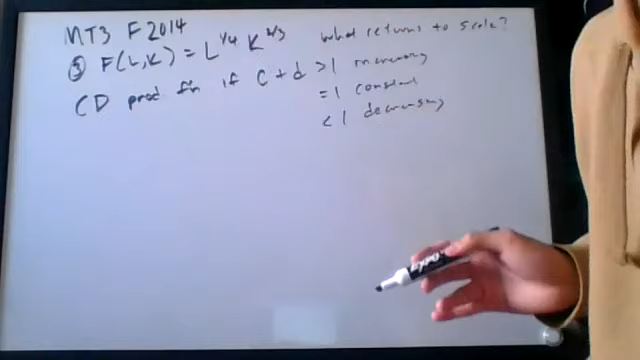 MT3 F 2014
③ F(L,K) = L^1/4 K^2/3 what returns to scale?
CD prod fn if c + d > 1 increasing
= 1 constant
< 1 decreasing
EXPO